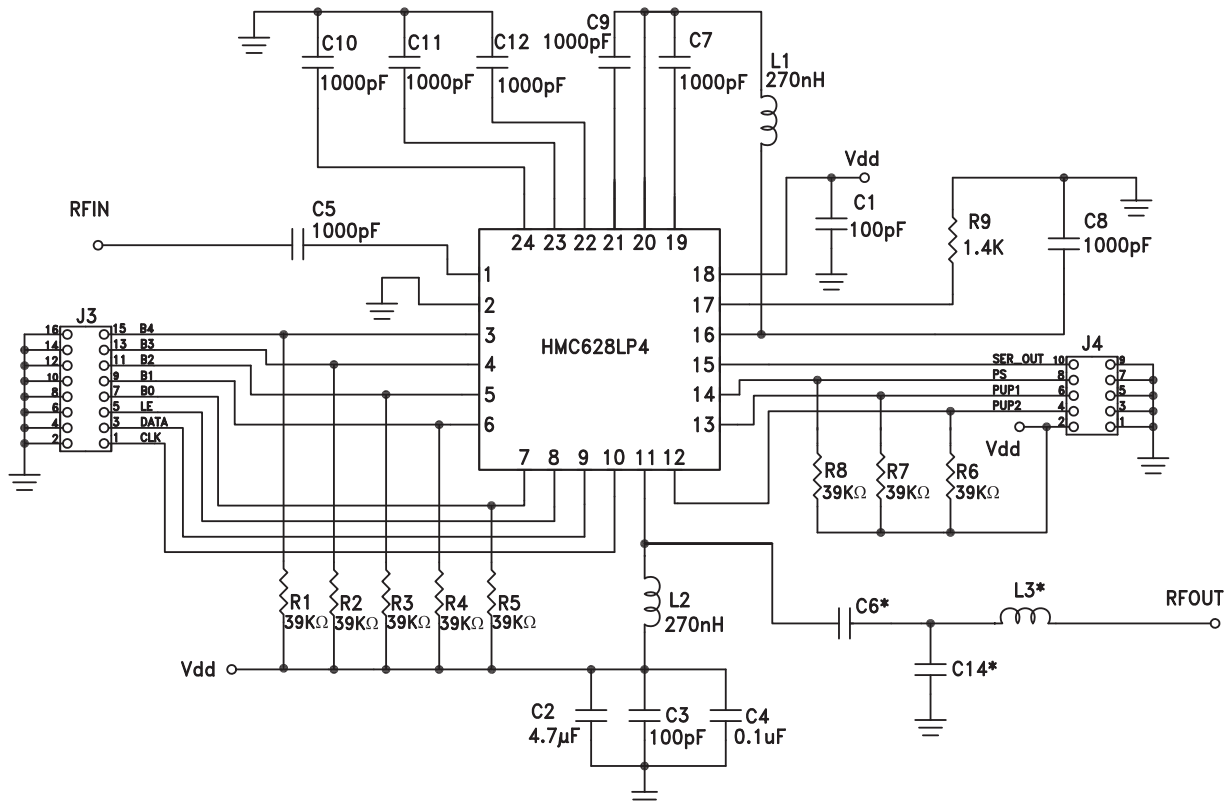 C10
1000pF
C11
1000pF
C12
1000pF
C9
1000pF
C7
1000pF
L1
270nH
Vdd
C1
100pF
R9
1.4K
C8
1000pF
RFIN
C5
1000pF
24 23 22 21 20 19
1
2
3
4
5
6
18
17
16
15
14
13
HMC628LP4
7 8 9 10 11 12
J3
16 15 B4
14 13 B3
12 11 B2
10 9 B1
8 7 B0
6 5 LE
4 3 DATA
2 1 CLK
J4
SER_OUT 10 9
PS 8 7
PUP1 6 5
PUP2 4 3
2 1
Vdd
R8
39KΩ
R7
39KΩ
R6
39KΩ
R1
39KΩ
R2
39KΩ
R3
39KΩ
R4
39KΩ
R5
39KΩ
L2
270nH
C6*
L3*
RFOUT
C14*
Vdd
C2
4.7μF
C3
100pF
C4
0.1uF